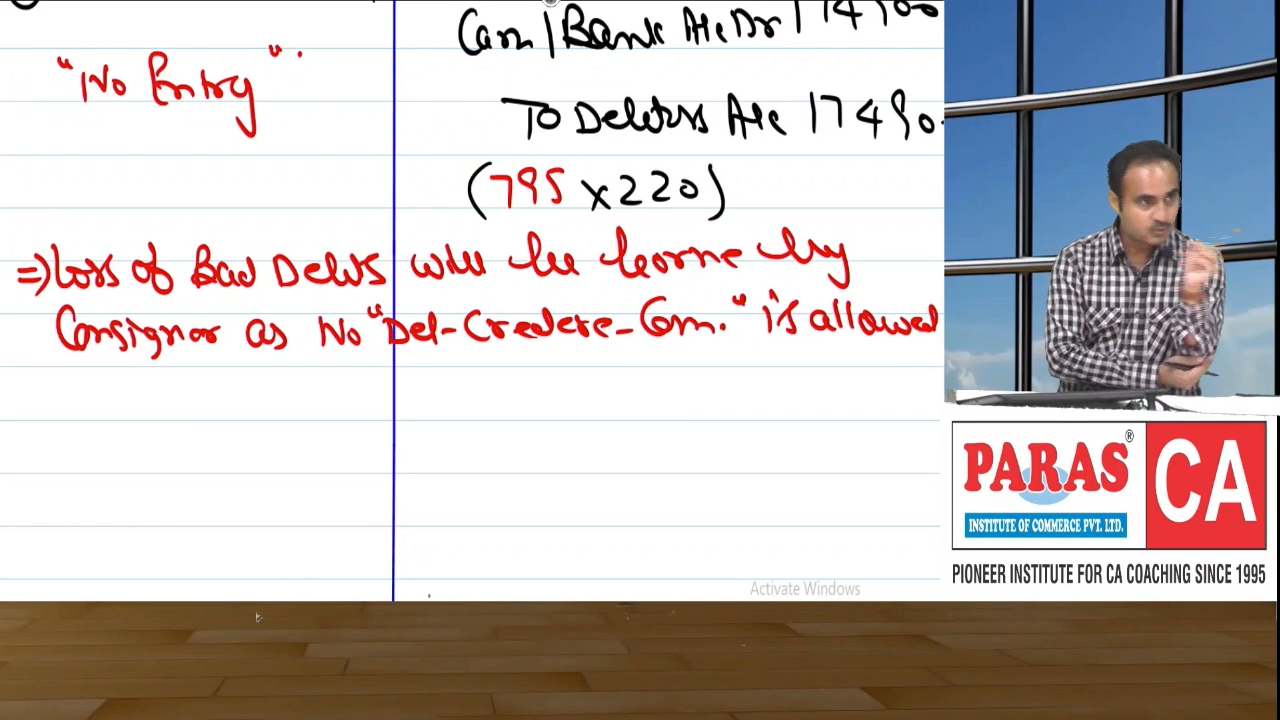 Cash/Bank A/c Dr 174900
"No Entry".
To Debtors A/c 174900
(795 x 220)
=> Loss of Bad Debts will be borne by
Consignor as No "Del-Credere-Com." is allowed
PARAS®
CA
INSTITUTE OF COMMERCE PVT. LTD.
PIONEER INSTITUTE FOR CA COACHING SINCE 1995
Activate Windows